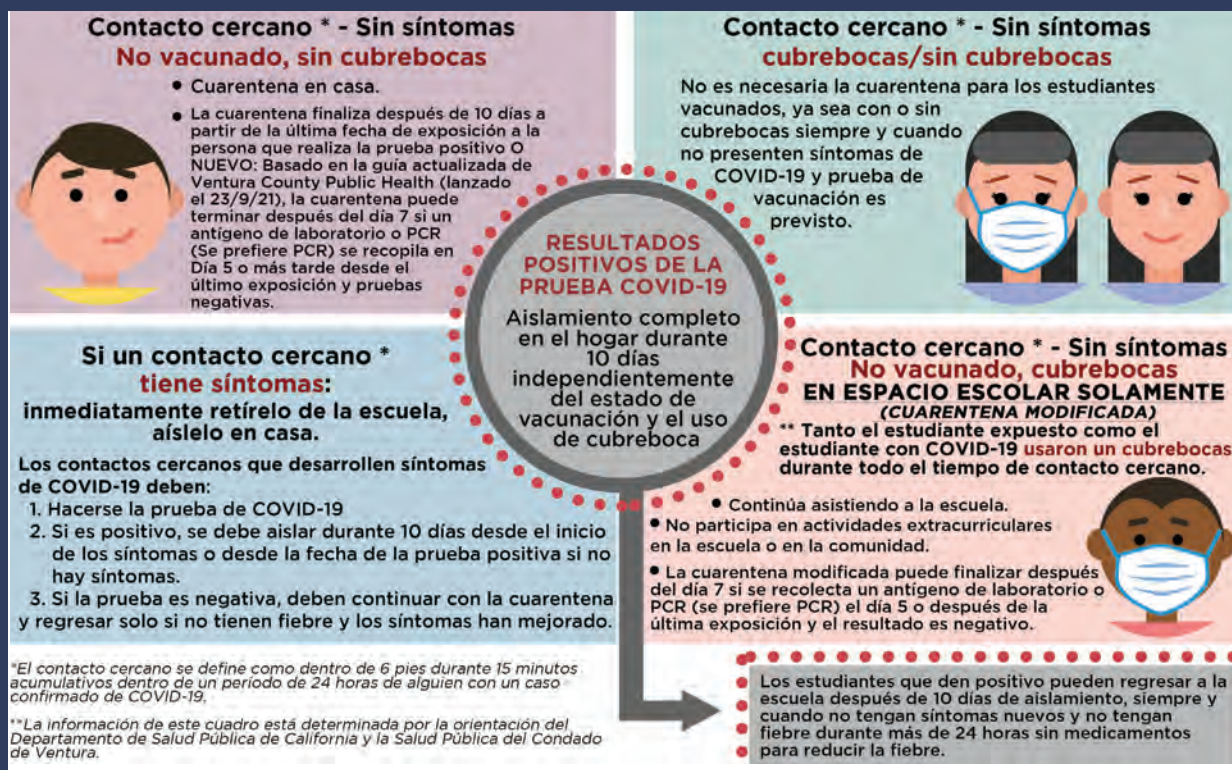 Contacto cercano * - Sin síntomas
No vacunado, sin cubrebocas
• Cuarentena en casa.
• La cuarentena finaliza después de 10 días a
partir de la última fecha de exposición a la
persona que realiza la prueba positivo O
NUEVO: Basado en la guía actualizada de
Ventura County Public Health (lanzado
el 23/9/21), la cuarentena puede
terminar después del día 7 si un
antígeno de laboratorio o PCR
(Se prefiere PCR) se recopila en
Día 5 o más tarde desde el
último exposición y pruebas
negativas.
Contacto cercano * - Sin síntomas
cubrebocas/sin cubrebocas
No es necesaria la cuarentena para los estudiantes
vacunados, ya sea con o sin
cubrebocas siempre y cuando
no presenten síntomas de
COVID-19 y prueba de
vacunación es
previsto.
RESULTADOS
POSITIVOS DE LA
PRUEBA COVID-19
Aislamiento completo
en el hogar durante
10 días
independientemente
del estado de
vacunación y el uso
de cubreboca
Si un contacto cercano *
tiene síntomas:
inmediatamente retírelo de la escuela,
aíslelo en casa.
Los contactos cercanos que desarrollen síntomas
de COVID-19 deben:
1. Hacerse la prueba de COVID-19
2. Si es positivo, se debe aislar durante 10 días desde el inicio
de los síntomas o desde la fecha de la prueba positiva si no
hay síntomas.
3. Si la prueba es negativa, deben continuar con la cuarentena
y regresar solo si no tienen fiebre y los síntomas han mejorado.
Contacto cercano * - Sin síntomas
No vacunado, cubrebocas
EN ESPACIO ESCOLAR SOLAMENTE
(CUARENTENA MODIFICADA)
** Tanto el estudiante expuesto como el
estudiante con COVID-19 usaron un cubrebocas
durante todo el tiempo de contacto cercano.
• Continúa asistiendo a la escuela.
• No participa en actividades extracurriculares
en la escuela o en la comunidad.
• La cuarentena modificada puede finalizar después
del día 7 si se recolecta un antígeno de laboratorio o
PCR (se prefiere PCR) el día 5 o después de la
última exposición y el resultado es negativo.
*El contacto cercano se define como dentro de 6 pies durante 15 minutos
acumulativos dentro de un período de 24 horas de alguien con un caso
confirmado de COVID-19.
**La información de este cuadro está determinada por la orientación del
Departamento de Salud Pública de California y la Salud Pública del Condado
de Ventura.
Los estudiantes que den positivo pueden regresar a la
escuela después de 10 días de aislamiento, siempre y
cuando no tengan síntomas nuevos y no tengan
fiebre durante más de 24 horas sin medicamentos
para reducir la fiebre.